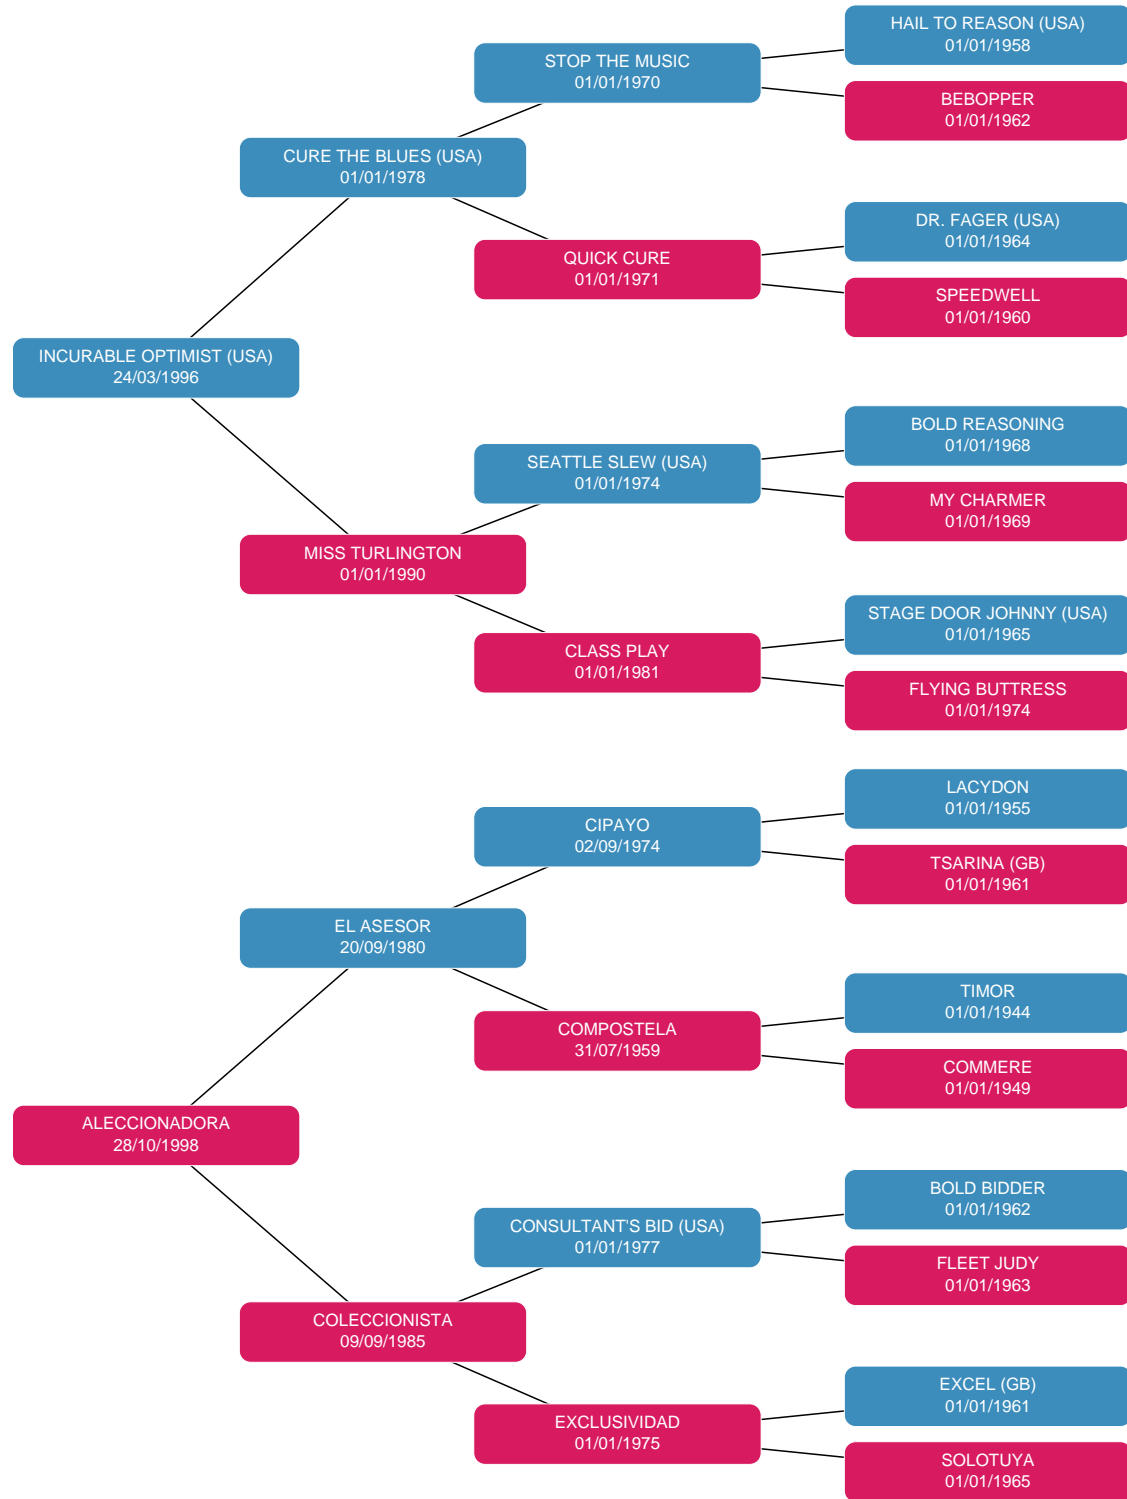 HAIL TO REASON (USA)
01/01/1958
STOP THE MUSIC
01/01/1970
BEBOPPER
01/01/1962
CURE THE BLUES (USA)
01/01/1978
DR. FAGER (USA)
01/01/1964
QUICK CURE
01/01/1971
SPEEDWELL
01/01/1960
INCURABLE OPTIMIST (USA)
24/03/1996
BOLD REASONING
01/01/1968
SEATTLE SLEW (USA)
01/01/1974
MY CHARMER
01/01/1969
MISS TURLINGTON
01/01/1990
STAGE DOOR JOHNNY (USA)
01/01/1965
CLASS PLAY
01/01/1981
FLYING BUTTRESS
01/01/1974
LACYDON
01/01/1955
CIPAYO
02/09/1974
TSARINA (GB)
01/01/1961
EL ASESOR
20/09/1980
TIMOR
01/01/1944
COMPOSTELA
31/07/1959
COMMERE
01/01/1949
ALECCIONADORA
28/10/1998
BOLD BIDDER
01/01/1962
CONSULTANT'S BID (USA)
01/01/1977
FLEET JUDY
01/01/1963
COLECCIONISTA
09/09/1985
EXCEL (GB)
01/01/1961
EXCLUSIVIDAD
01/01/1975
SOLOTUYA
01/01/1965